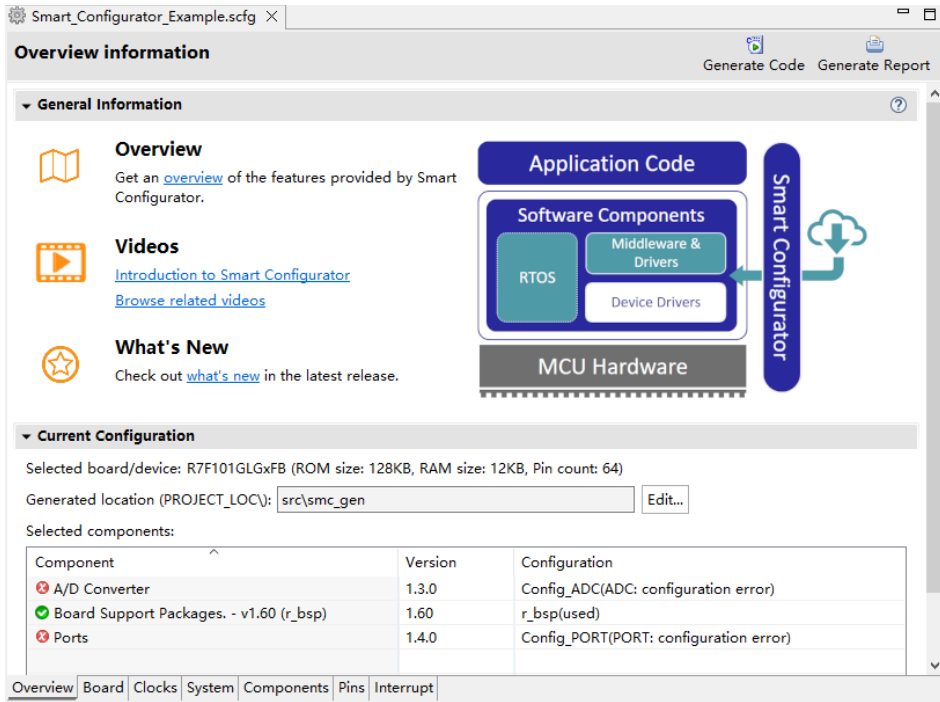 Smart_Configurator_Example.scfg
Overview information
Generate Code Generate Report
General Information
Overview
Get an overview of the features provided by Smart
Configurator.
Videos
Introduction to Smart Configurator
Browse related videos
What's New
Check out what's new in the latest release.
Application Code
Software Components
RTOS
Middleware &
Drivers
Device Drivers
MCU Hardware
Smart Configurator
Current Configuration
Selected board/device: R7F101GLGxFB (ROM size: 128KB, RAM size: 12KB, Pin count: 64)
Generated location (PROJECT_LOC\): src\smc_gen Edit...
Selected components:
Component Version Configuration
A/D Converter 1.3.0 Config_ADC(ADC: configuration error)
Board Support Packages. - v1.60 (r_bsp) 1.60 r_bsp(used)
Ports 1.4.0 Config_PORT(PORT: configuration error)
Overview Board Clocks System Components Pins Interrupt